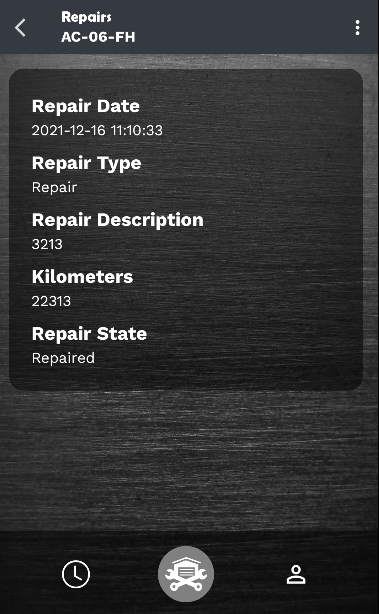 Repairs
AC-06-FH
Repair Date
2021-12-16 11:10:33
Repair Type
Repair
Repair Description
3213
Kilometers
22313
Repair State
Repaired